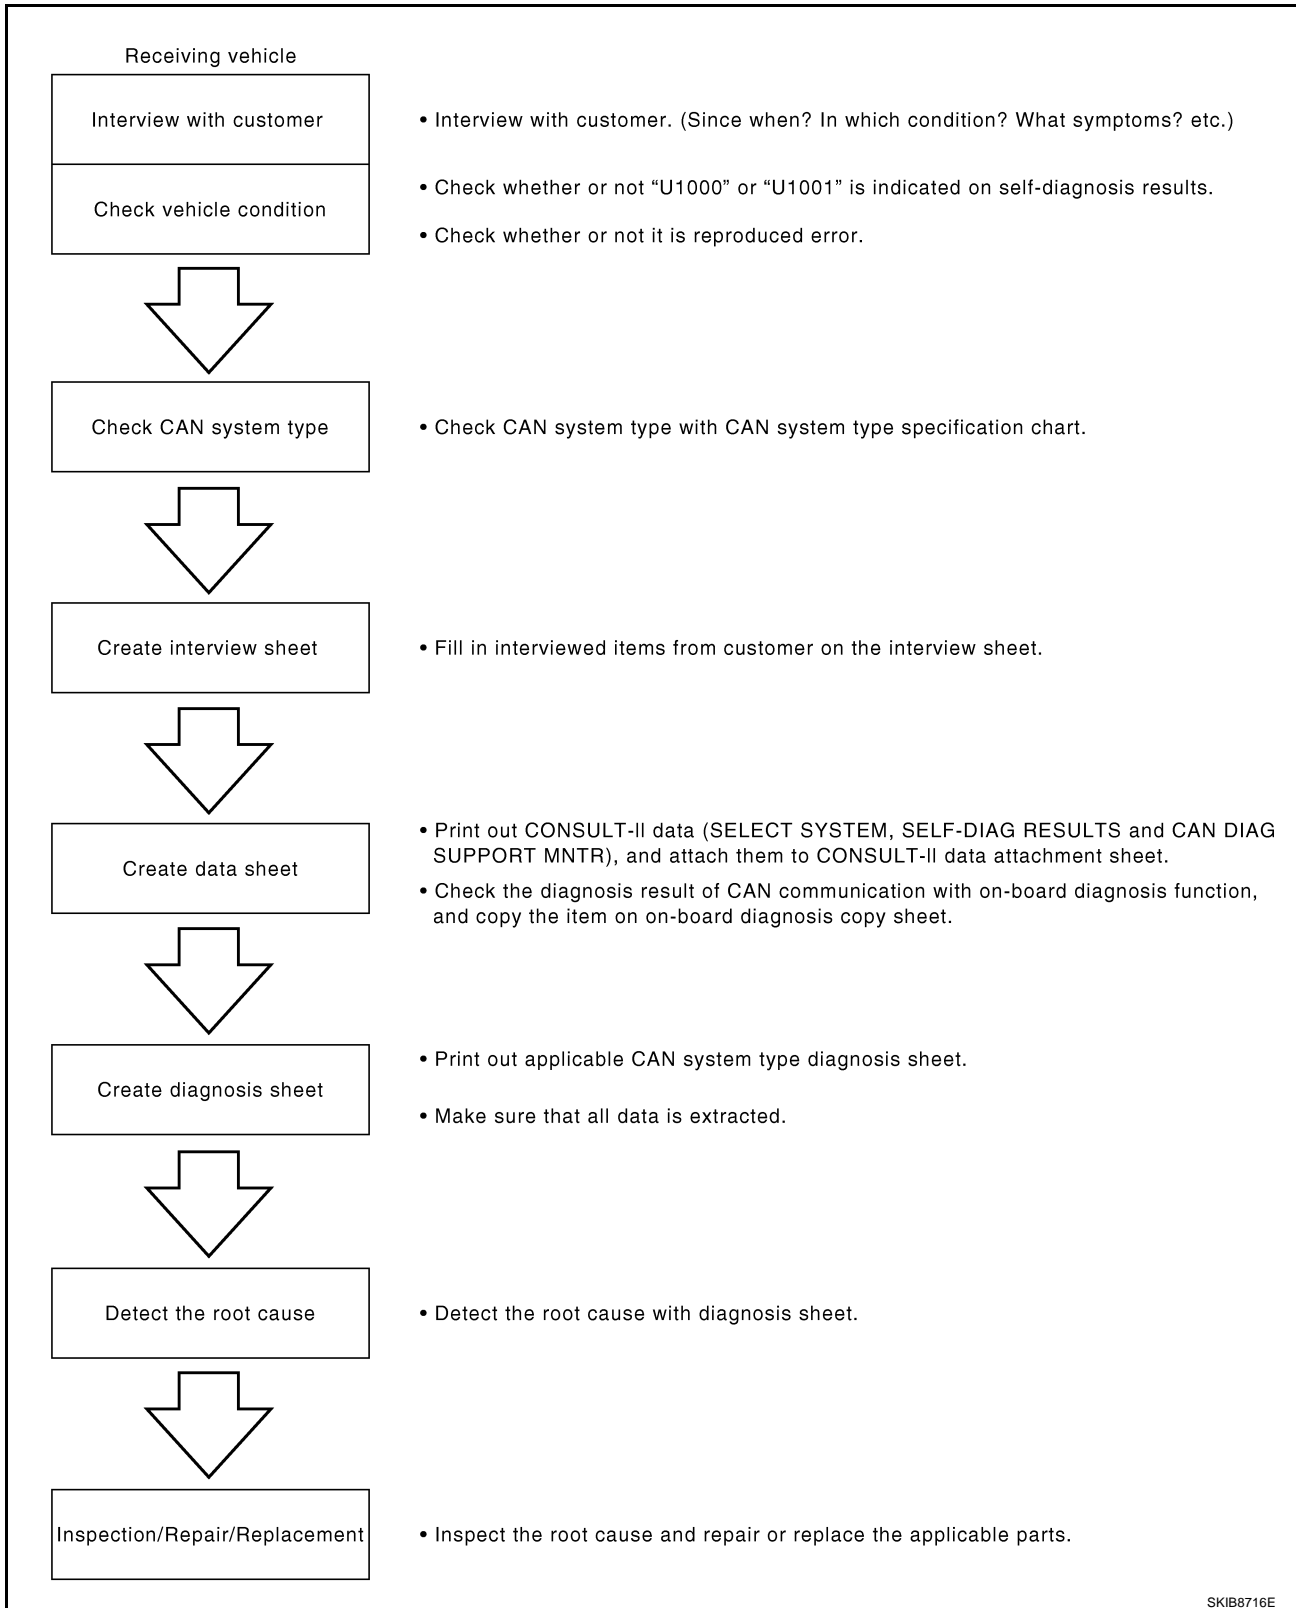 Receiving vehicle
Interview with customer
• Interview with customer. (Since when? In which condition? What symptoms? etc.)
Check vehicle condition
• Check whether or not “U1000” or “U1001” is indicated on self-diagnosis results.
• Check whether or not it is reproduced error.
Check CAN system type
• Check CAN system type with CAN system type specification chart.
Create interview sheet
• Fill in interviewed items from customer on the interview sheet.
Create data sheet
• Print out CONSULT-II data (SELECT SYSTEM, SELF-DIAG RESULTS and CAN DIAG
SUPPORT MNTR), and attach them to CONSULT-II data attachment sheet.
• Check the diagnosis result of CAN communication with on-board diagnosis function,
and copy the item on on-board diagnosis copy sheet.
Create diagnosis sheet
• Print out applicable CAN system type diagnosis sheet.
• Make sure that all data is extracted.
Detect the root cause
• Detect the root cause with diagnosis sheet.
Inspection/Repair/Replacement
• Inspect the root cause and repair or replace the applicable parts.
SKIB8716E